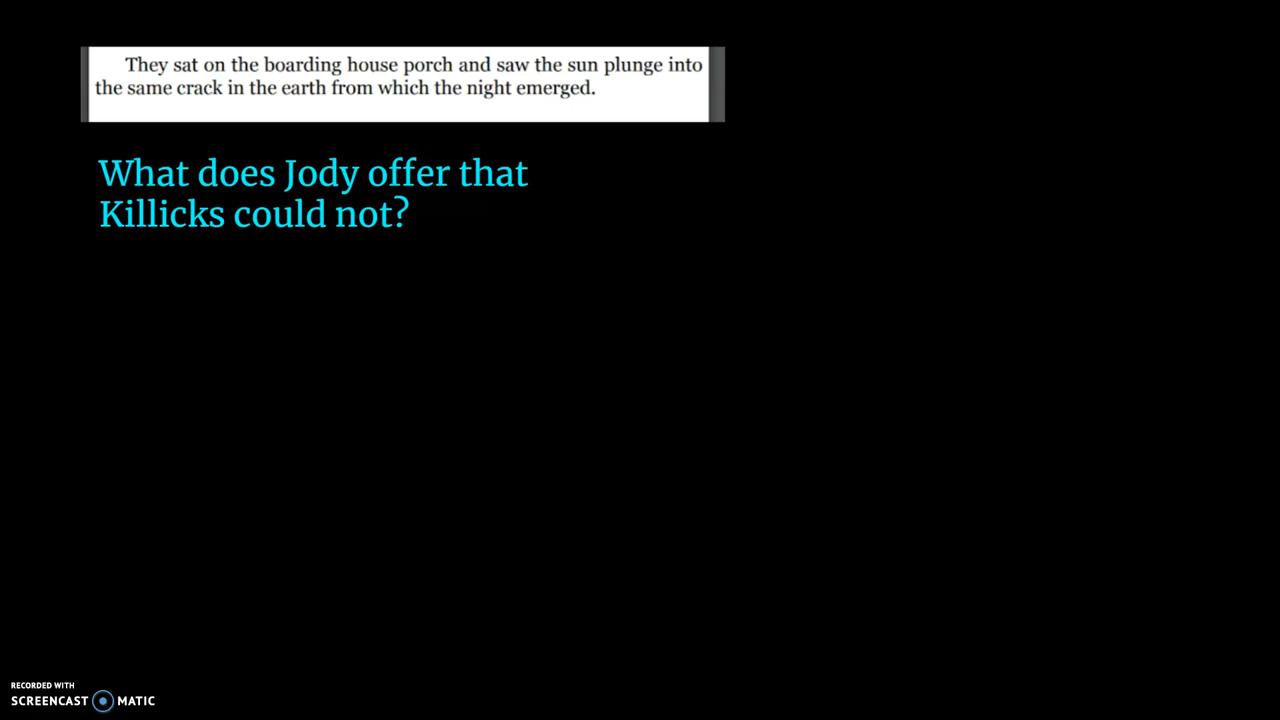 They sat on the boarding house porch and saw the sun plunge into
the same crack in the earth from which the night emerged.
What does Jody offer that
Killicks could not?
RECORDED WITH
SCREENCAST MATIC